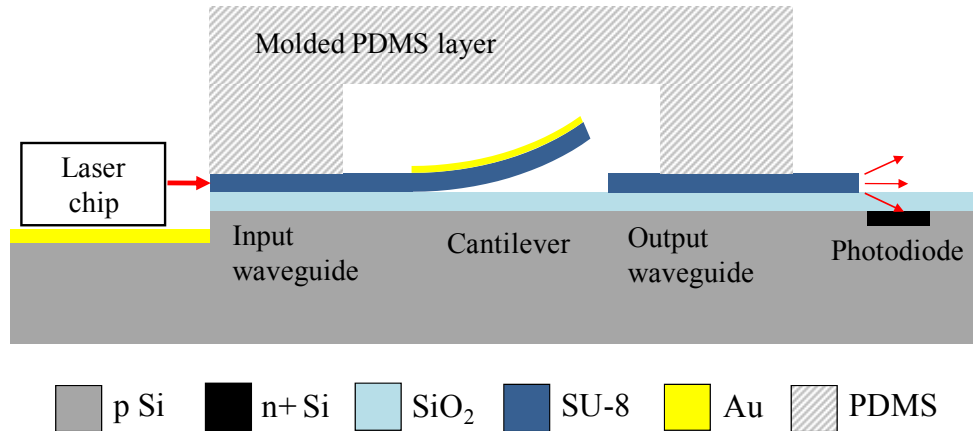 Molded PDMS layer
Laser
chip
Input
waveguide
Cantilever
Output
waveguide
Photodiode
p Si
n+ Si
SiO₂
SU-8
Au
PDMS